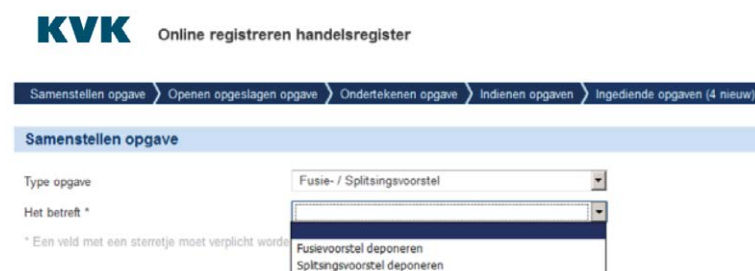 KVK Online registreren handelsregister
Samenstellen opgave Openen opgeslagen opgave Ondertekenen opgave Indienen opgaven Ingediende opgaven (4 nieuw)
Samenstellen opgave
Type opgave Fusie- / Splitsingsvoorstel
Het betreft *
* Een veld met een sterretje moet verplicht worde
Fusievoorstel deponeren
Splitsingsvoorstel deponeren